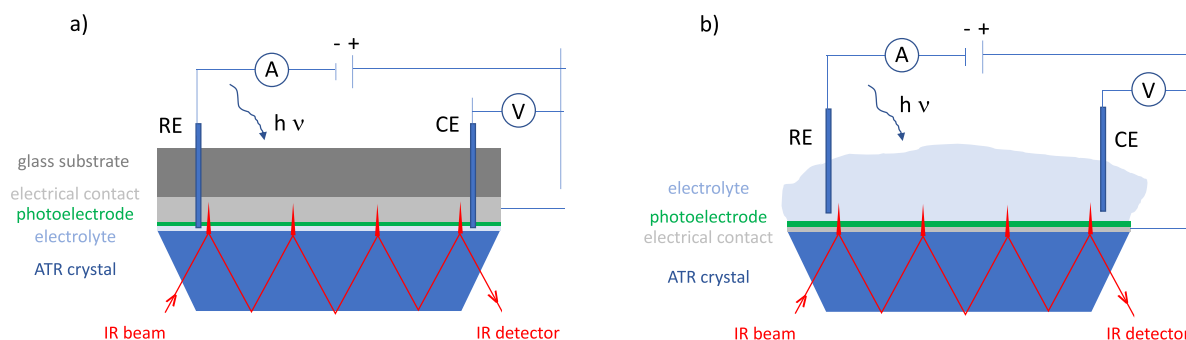 a)
- +
A
V
h ν
RE
CE
glass substrate
electrical contact
photoelectrode
electrolyte
ATR crystal
IR beam
IR detector
b)
- +
A
V
h ν
RE
CE
electrolyte
photoelectrode
electrical contact
ATR crystal
IR beam
IR detector